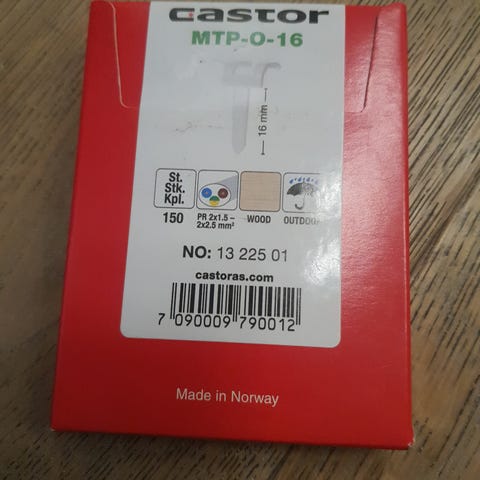 castor
MTP-O-16
16 mm
St.
Stk.
Kpl.
150
PR 2x1.5 –
2x2.5 mm²
WOOD
OUTDOOR
NO: 13 225 01
castoras.com
7 090009 790012
Made in Norway